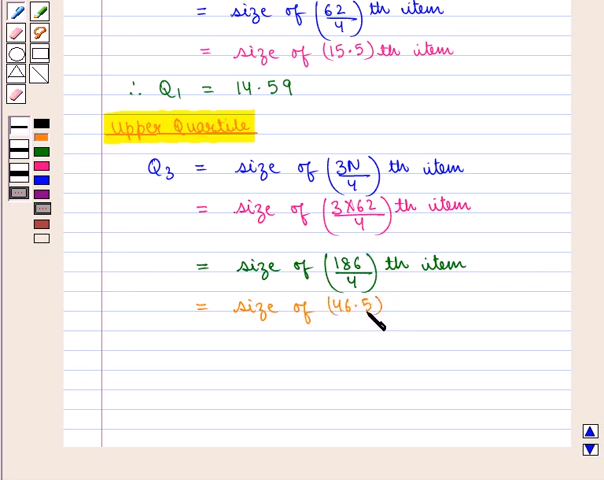 = size of (62/4) th item
= size of (15.5) th item
∴ Q₁ = 14.59
Upper Quartile
Q₃ = size of (3N/4) th item
= size of (3×62/4) th item
= size of (186/4) th item
= size of (46.5)